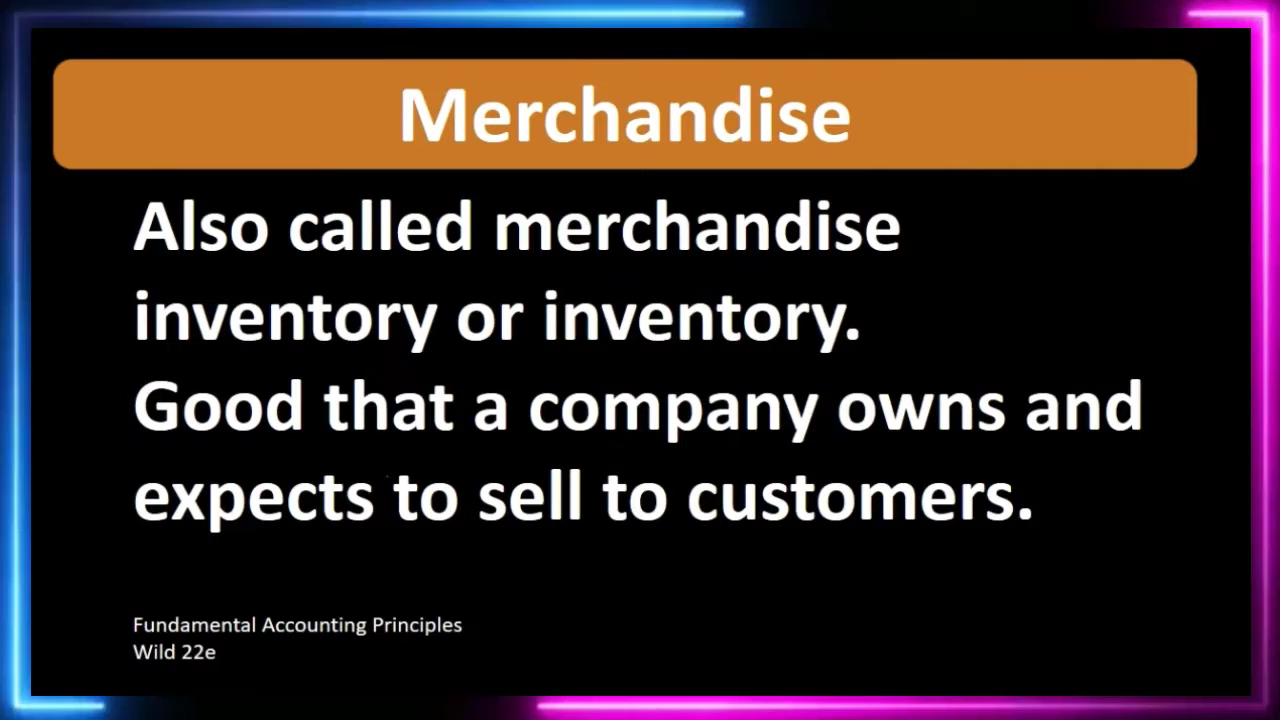 Merchandise
Also called merchandise
inventory or inventory.
Good that a company owns and
expects to sell to customers.
Fundamental Accounting Principles
Wild 22e